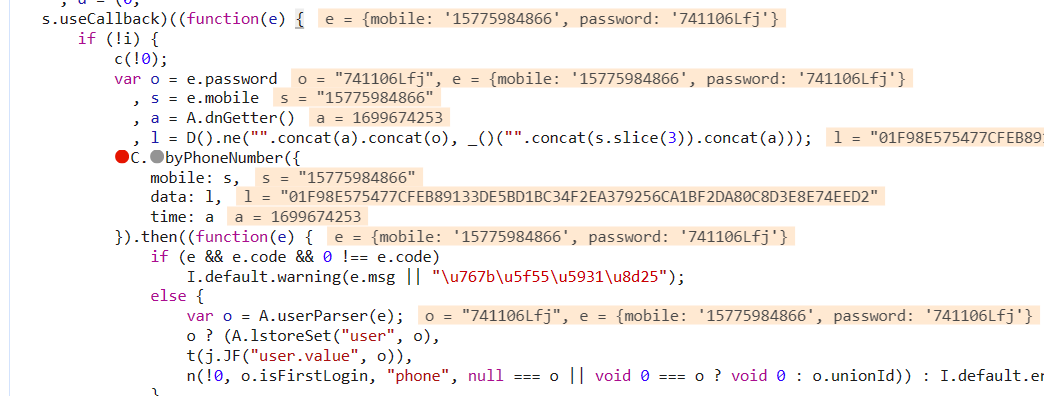 , d = (0,
s.useCallback)((function(e) { e = {mobile: '15775984866', password: '741106Lfj'}
if (!i) {
c(!0);
var o = e.password o = "741106Lfj", e = {mobile: '15775984866', password: '741106Lfj'}
, s = e.mobile s = "15775984866"
, a = A.dnGetter() a = 1699674253
, l = D().ne("".concat(a).concat(o), _()("".concat(s.slice(3)).concat(a))); l = "01F98E575477CFEB891
C.byPhoneNumber({
mobile: s, s = "15775984866"
data: l, l = "01F98E575477CFEB89133DE5BD1BC34F2EA379256CA1BF2DA80C8D3E8E74EED2"
time: a a = 1699674253
}).then((function(e) { e = {mobile: '15775984866', password: '741106Lfj'}
if (e && e.code && 0 !== e.code)
I.default.warning(e.msg || "\u767b\u5f55\u5931\u8d25");
else {
var o = A.userParser(e); o = "741106Lfj", e = {mobile: '15775984866', password: '741106Lfj'}
o ? (A.lstoreSet("user", o),
t(j.JF("user.value", o)),
n(!0, o.isFirstLogin, "phone", null === o || void 0 === o ? void 0 : o.unionId)) : I.default.er
}